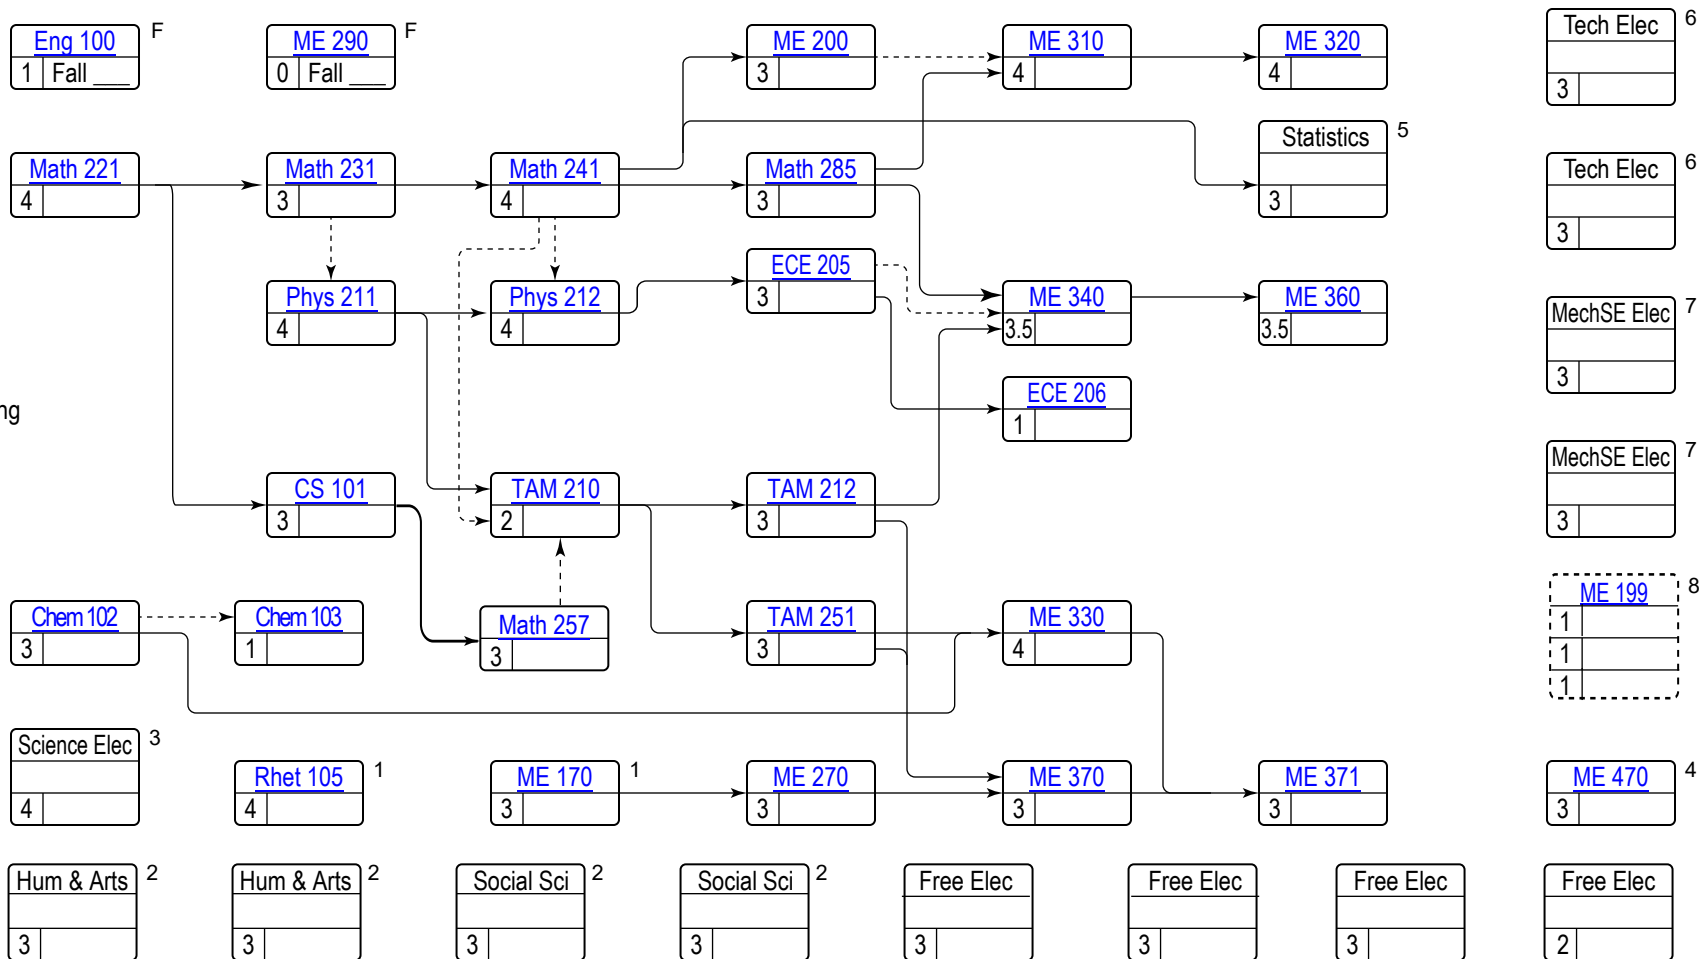 Eng 100 F
1 Fall ___
ME 290 F
0 Fall ___
ME 200
3
ME 310
4
ME 320
4
Tech Elec 6
3
Statistics 5
3
Math 221
4
Math 231
3
Math 241
4
Math 285
3
Tech Elec 6
3
Phys 211
4
Phys 212
4
ECE 205
3
ME 340
3.5
ME 360
3.5
MechSE Elec 7
3
ECE 206
1
ng
CS 101
3
TAM 210
2
TAM 212
3
MechSE Elec 7
3
Chem 102
3
Chem 103
1
Math 257
3
TAM 251
3
ME 330
4
ME 199 8
1
1
1
Science Elec 3
4
Rhet 105 1
4
ME 170 1
3
ME 270
3
ME 370
3
ME 371
3
ME 470 4
3
Hum & Arts 2
3
Hum & Arts 2
3
Social Sci 2
3
Social Sci 2
3
Free Elec
3
Free Elec
3
Free Elec
3
Free Elec
2